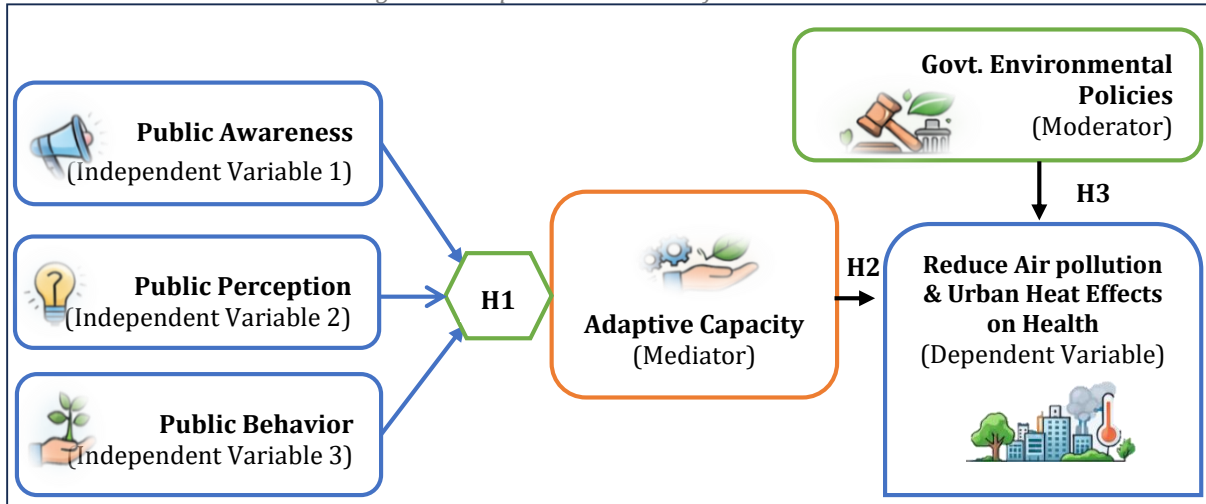 Public Awareness
(Independent Variable 1)
Public Perception
(Independent Variable 2)
Public Behavior
(Independent Variable 3)
H1
Adaptive Capacity
(Mediator)
H2
Govt. Environmental
Policies
(Moderator)
H3
Reduce Air pollution
& Urban Heat Effects
on Health
(Dependent Variable)